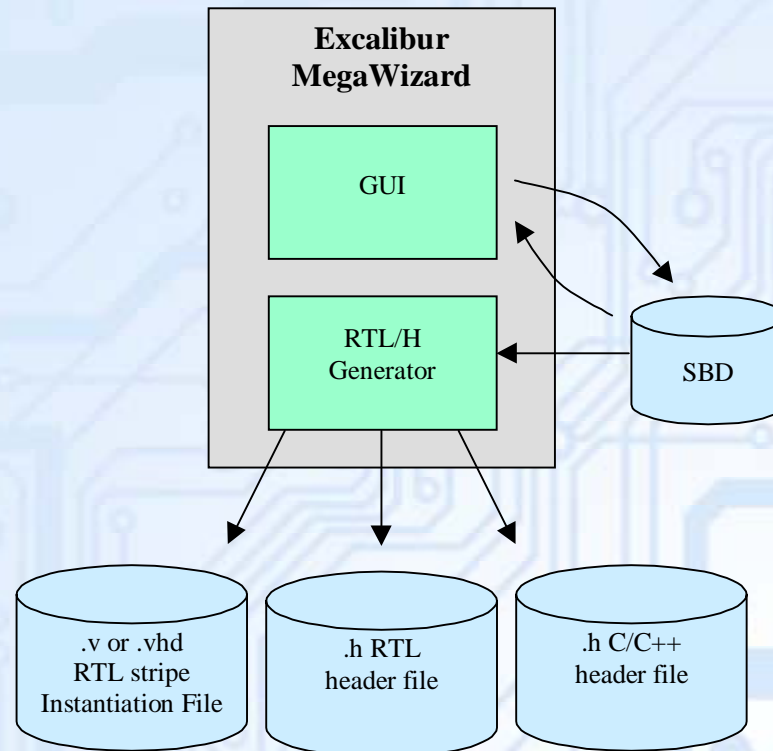 Excalibur
MegaWizard
GUI
RTL/H
Generator
SBD
.v or .vhd
RTL stripe
Instantiation File
.h RTL
header file
.h C/C++
header file